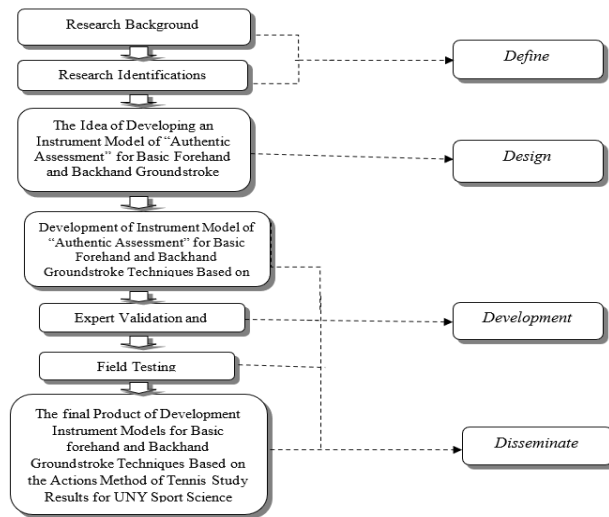 Research Background
Define
Research Identifications
The Idea of Developing an
Instrument Model of “Authentic
Assessment” for Basic Forehand
and Backhand Groundstroke
Design
Development of Instrument Model of
“Authentic Assessment” for Basic
Forehand and Backhand
Groundstroke Techniques Based on
Expert Validation and
Development
Field Testing
The final Product of Development
Instrument Models for Basic
forehand and Backhand
Groundstroke Techniques Based on
the Actions Method of Tennis Study
Results for UNY Sport Science
Disseminate